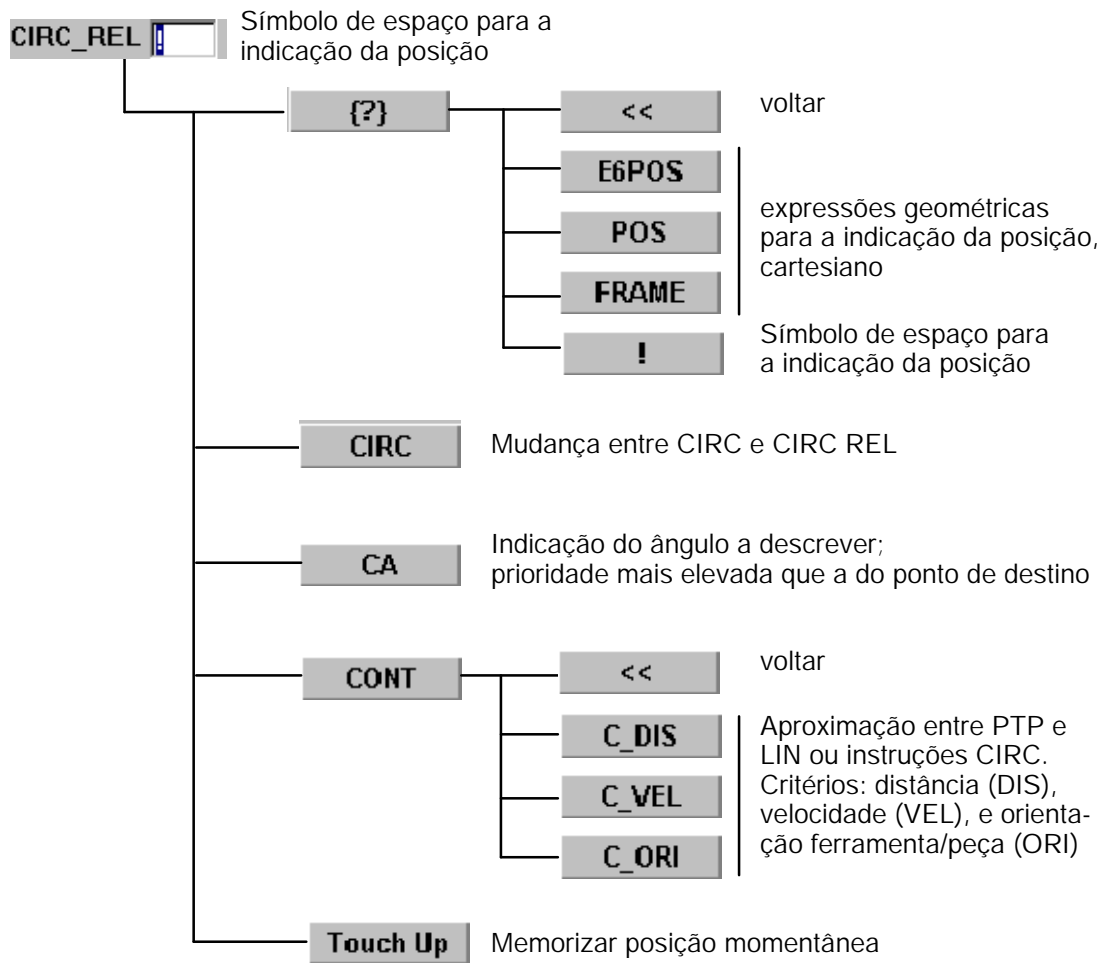 CIRC_REL !
Símbolo de espaço para a
indicação da posição
{?}
<<
voltar
E6POS
POS
FRAME
expressões geométricas
para a indicação da posição,
cartesiano
!
Símbolo de espaço para
a indicação da posição
CIRC
Mudança entre CIRC e CIRC REL
CA
Indicação do ângulo a descrever;
prioridade mais elevada que a do ponto de destino
CONT
<<
voltar
C_DIS
C_VEL
C_ORI
Aproximação entre PTP e
LIN ou instruções CIRC.
Critérios: distância (DIS),
velocidade (VEL), e orienta-
ção ferramenta/peça (ORI)
Touch Up
Memorizar posição momentânea